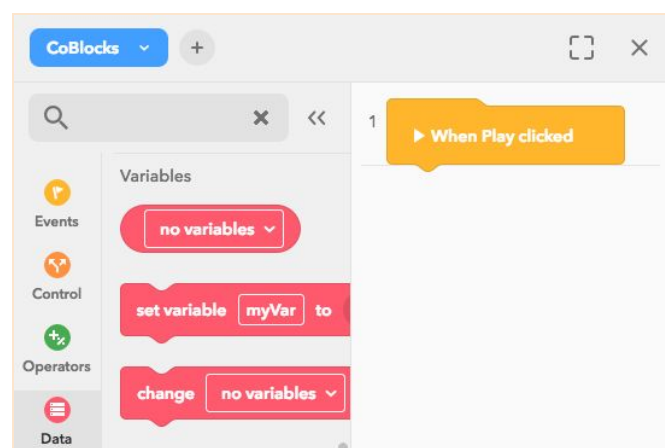 CoBlocks
+
1
When Play clicked
Variables
no variables
set variable myVar to
change no variables
Events
Control
Operators
Data